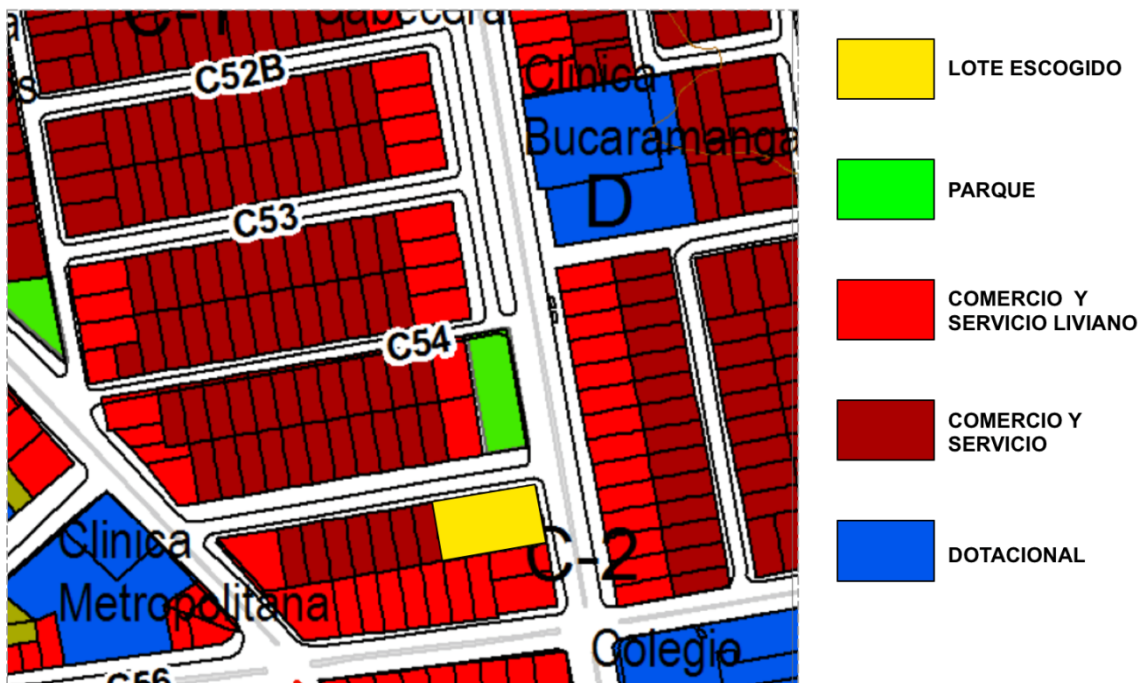 C-1
Cabecera
C52B
Clinica
Bucaramanga
D
C53
C54
C-2
Clinica
Metropolitana
Colegio
C56
LOTE ESCOGIDO
PARQUE
COMERCIO Y
SERVICIO LIVIANO
COMERCIO Y
SERVICIO
DOTACIONAL